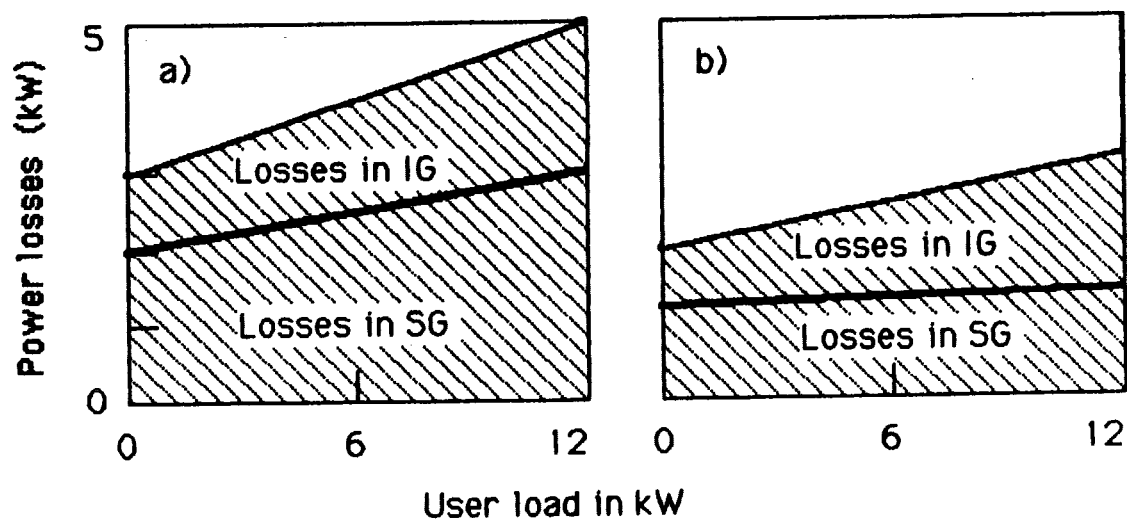 Power losses (kW)
5
0
a)
Losses in IG
Losses in SG
0 6 12
b)
Losses in IG
Losses in SG
0 6 12
User load in kW